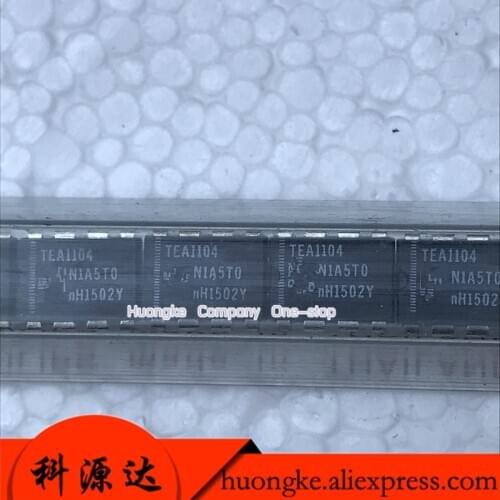 TEA1104
N1A5T0
nH1502Y
TEA1104
N1A5T0
nH1502Y
TEA1104
N1A5T0
nH1502Y
TEA1104
N1A5T0
nH1502Y
Huongke Company One-stop
科源达
huongke.aliexpress.com